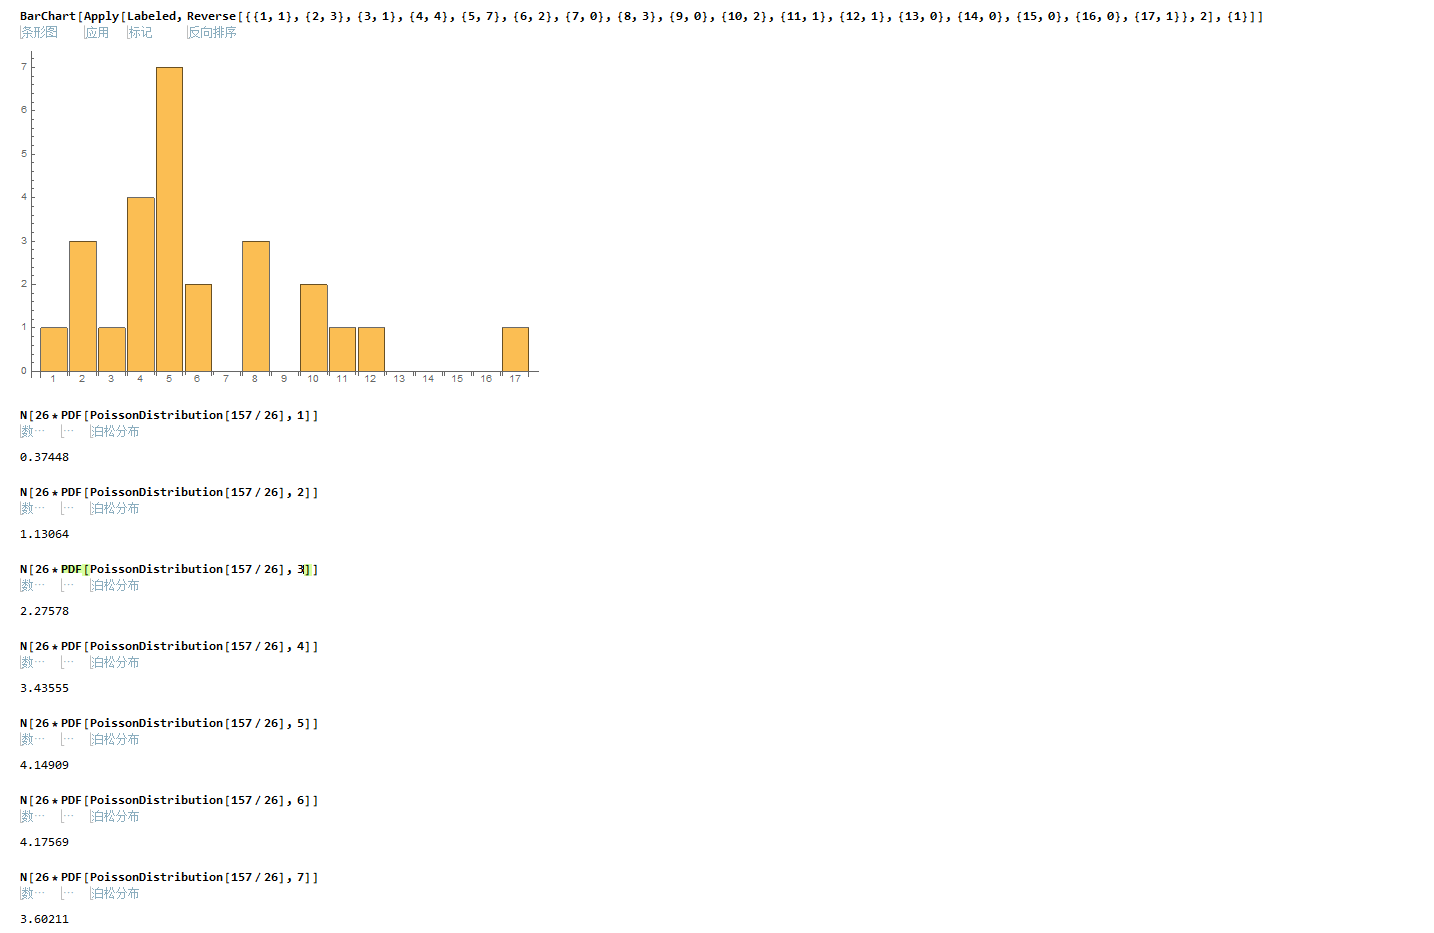 BarChart[Apply[Labeled, Reverse[{{1, 1}, {2, 3}, {3, 1}, {4, 4}, {5, 7}, {6, 2}, {7, 0}, {8, 3}, {9, 0}, {10, 2}, {11, 1}, {12, 1}, {13, 0}, {14, 0}, {15, 0}, {16, 0}, {17, 1}}, 2], {1}]]
条形图 应用 标记 反向排序
7
6
5
4
3
2
1
0
1 2 3 4 5 6 7 8 9 10 11 12 13 14 15 16 17
N[26 * PDF[PoissonDistribution[157 / 26], 1]]
数… … 泊松分布
0.37448
N[26 * PDF[PoissonDistribution[157 / 26], 2]]
数… … 泊松分布
1.13064
N[26 * PDF[PoissonDistribution[157 / 26], 3]]
数… … 泊松分布
2.27578
N[26 * PDF[PoissonDistribution[157 / 26], 4]]
数… … 泊松分布
3.43555
N[26 * PDF[PoissonDistribution[157 / 26], 5]]
数… … 泊松分布
4.14909
N[26 * PDF[PoissonDistribution[157 / 26], 6]]
数… … 泊松分布
4.17569
N[26 * PDF[PoissonDistribution[157 / 26], 7]]
数… … 泊松分布
3.60211